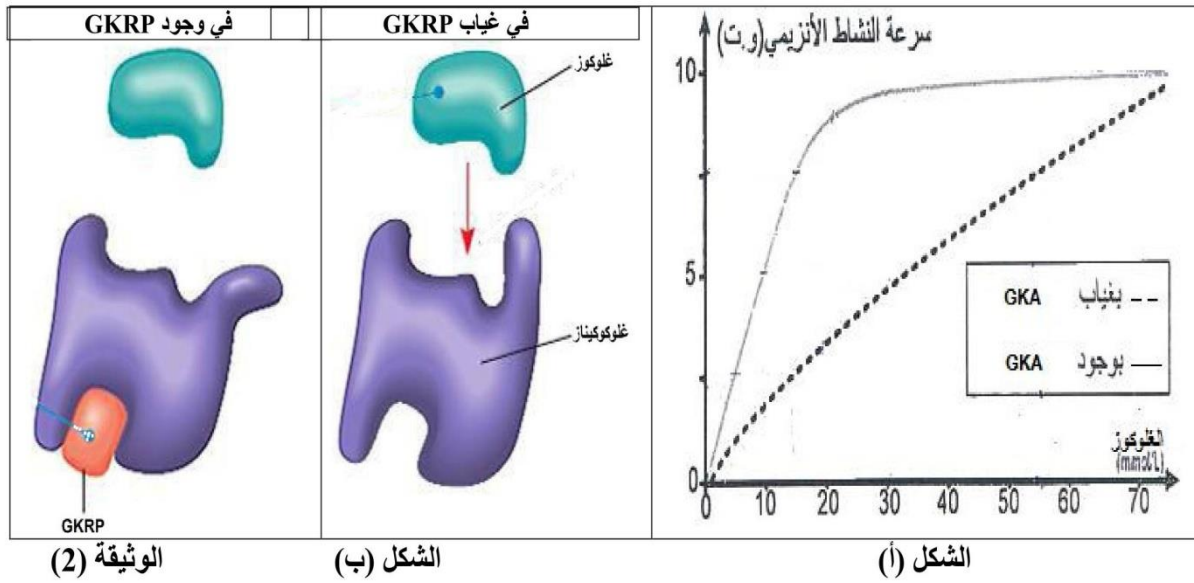 في وجود GKRP
في غياب GKRP
غلوكوز
غلوكوكيناز
GKRP
سرعة النشاط الأنزيمي(و.ت)
10
5
0
0 10 20 30 40 50 60 70
بغياب GKA
بوجود GKA
الغلوكوز
(mmol/L)
الشكل (أ)
الشكل (ب)
الوثيقة (2)